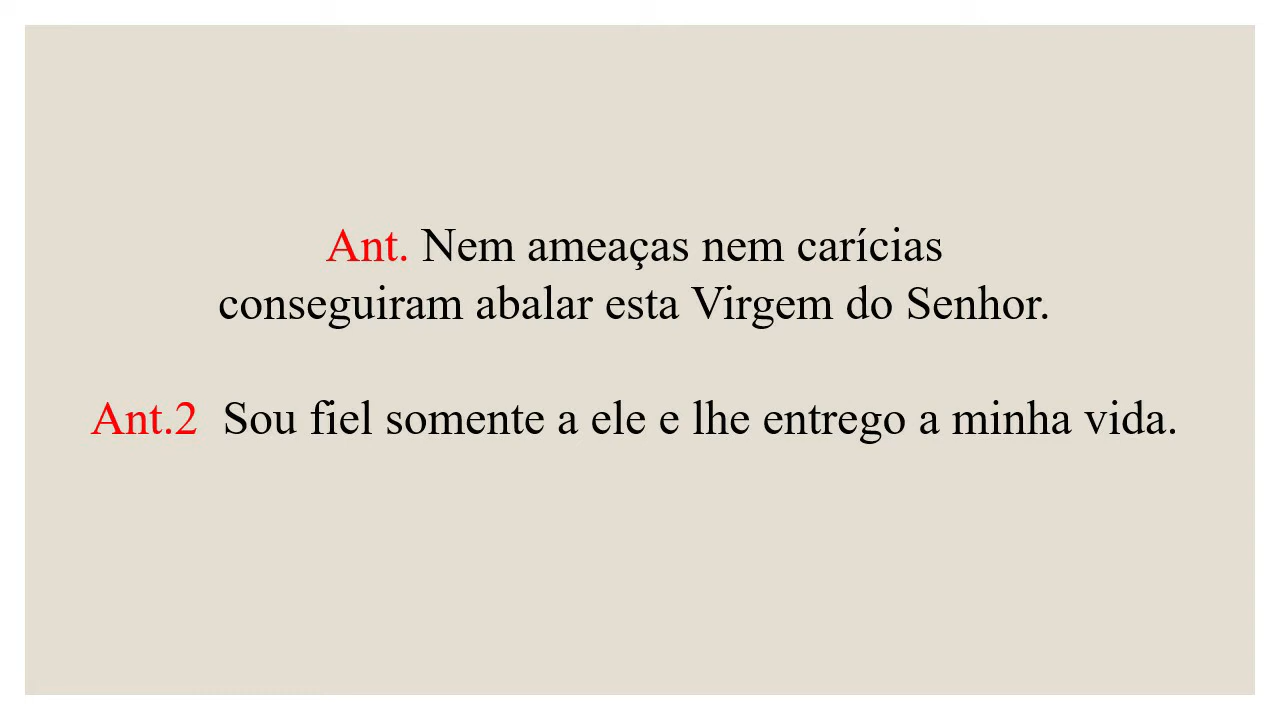 Ant. Nem ameaças nem carícias
conseguiram abalar esta Virgem do Senhor.
Ant.2 Sou fiel somente a ele e lhe entrego a minha vida.